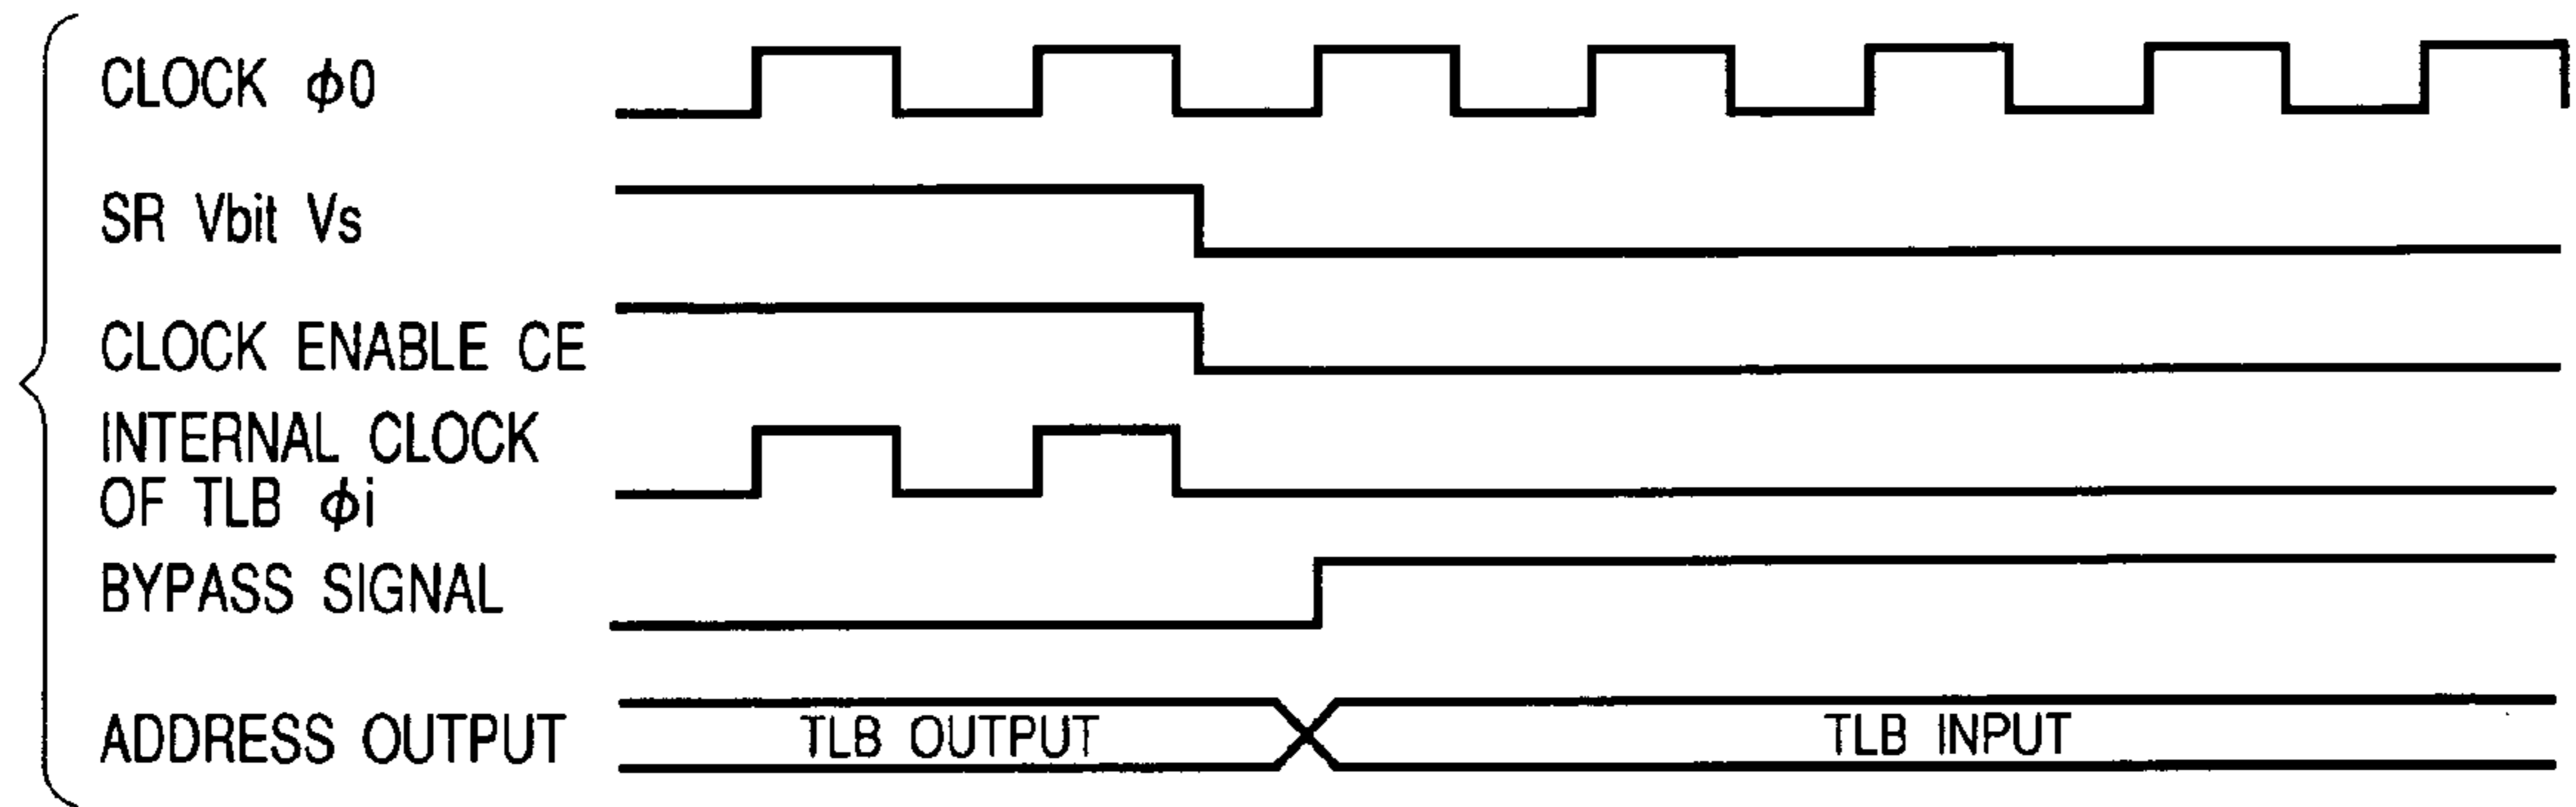 CLOCK ϕ0
SR Vbit Vs
CLOCK ENABLE CE
INTERNAL CLOCK
OF TLB ϕi
BYPASS SIGNAL
ADDRESS OUTPUT TLB OUTPUT TLB INPUT